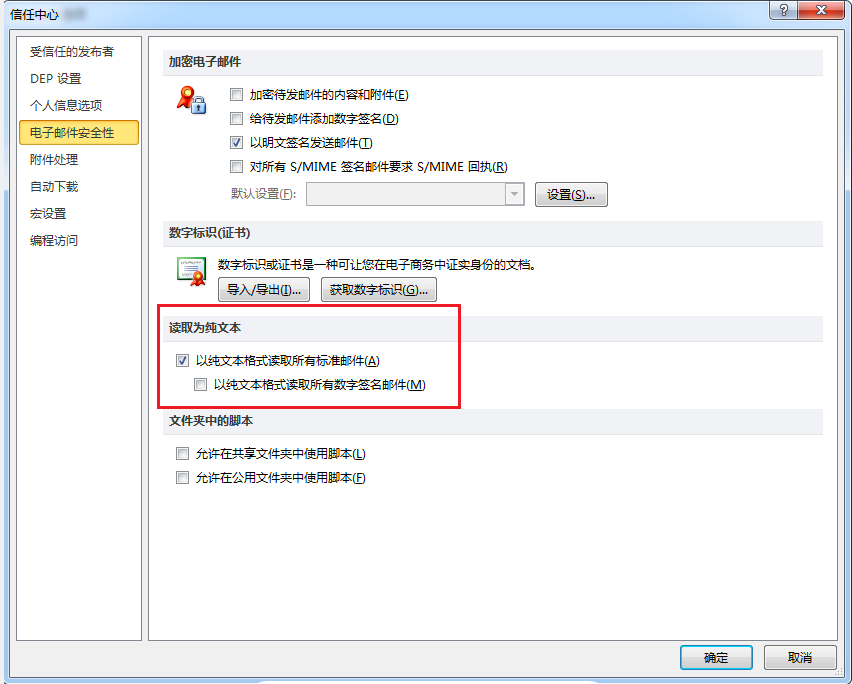 信任中心
受信任的发布者
DEP 设置
个人信息选项
电子邮件安全性
附件处理
自动下载
宏设置
编程访问
加密电子邮件
加密待发邮件的内容和附件(E)
给待发邮件添加数字签名(D)
以明文签名发送邮件(T)
对所有 S/MIME 签名邮件要求 S/MIME 回执(R)
默认设置(F):
设置(S)...
数字标识(证书)
数字标识或证书是一种可让您在电子商务中证实身份的文档。
导入/导出(I)...
获取数字标识(G)...
读取为纯文本
以纯文本格式读取所有标准邮件(A)
以纯文本格式读取所有数字签名邮件(M)
文件夹中的脚本
允许在共享文件夹中使用脚本(L)
允许在公用文件夹中使用脚本(F)
确定
取消